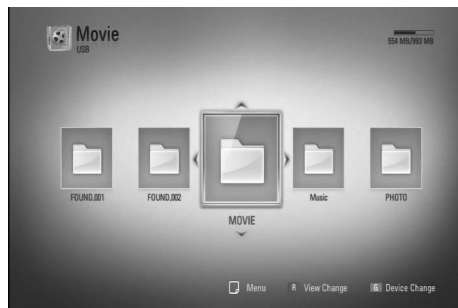 Movie
USB
554 MB/993 MB
FOUND.001
FOUND.002
MOVIE
Music
PHOTO
Menu
R View Change
G Device Change